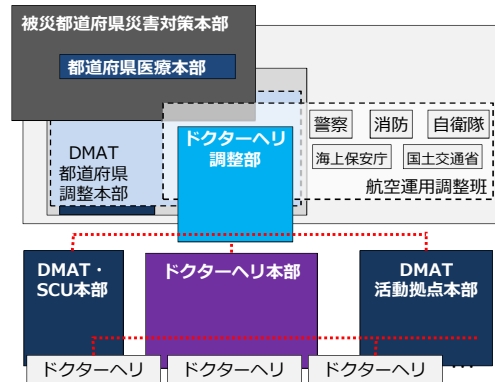 被災都道府県災害対策本部
都道府県医療本部
ドクターヘリ
調整部
警察
消防
自衛隊
DMAT
都道府県
調整本部
海上保安庁
国土交通省
航空運用調整班
DMAT・
SCU本部
ドクターヘリ本部
DMAT
活動拠点本部
ドクターヘリ
ドクターヘリ
ドクターヘリ
…